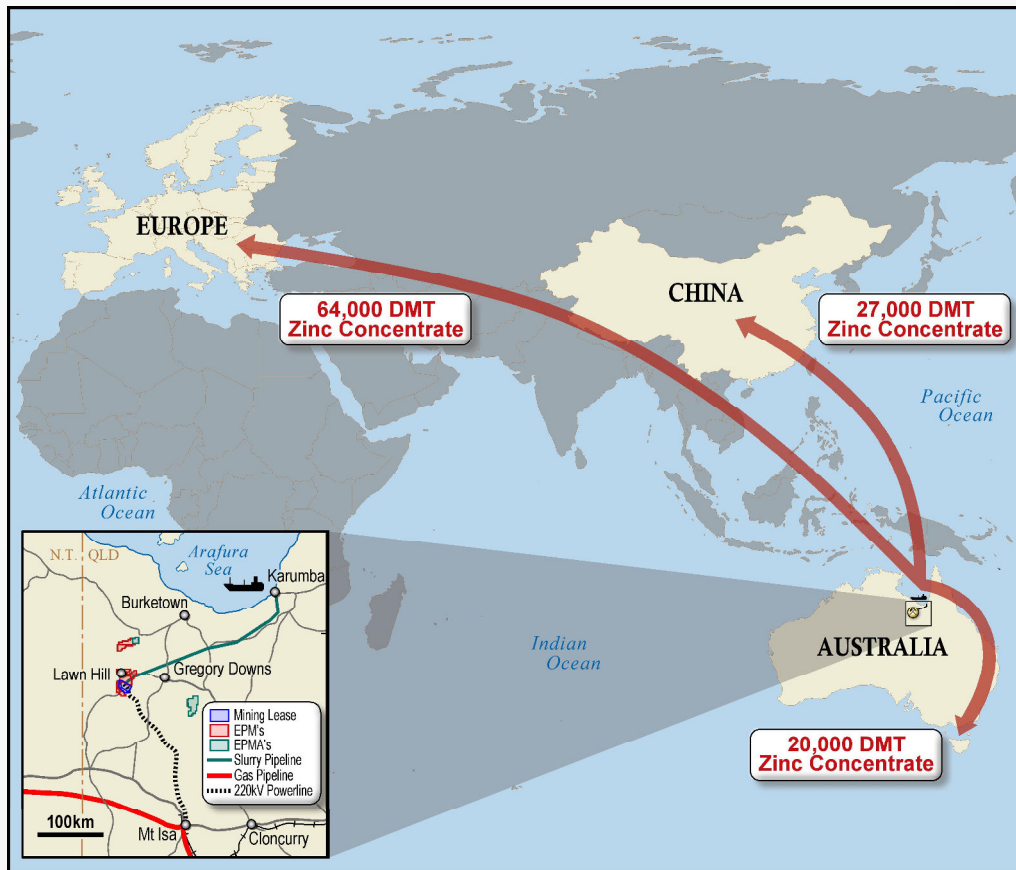 EUROPE
CHINA
64,000 DMT
Zinc Concentrate
27,000 DMT
Zinc Concentrate
Pacific
Ocean
Atlantic
Ocean
Indian
Ocean
AUSTRALIA
20,000 DMT
Zinc Concentrate
N.T. QLD
Arafura
Sea
Karumba
Burketown
Lawn Hill
Gregory Downs
Mining Lease
EPM's
EPMA's
Slurry Pipeline
Gas Pipeline
220kV Powerline
100km
Mt Isa
Cloncurry